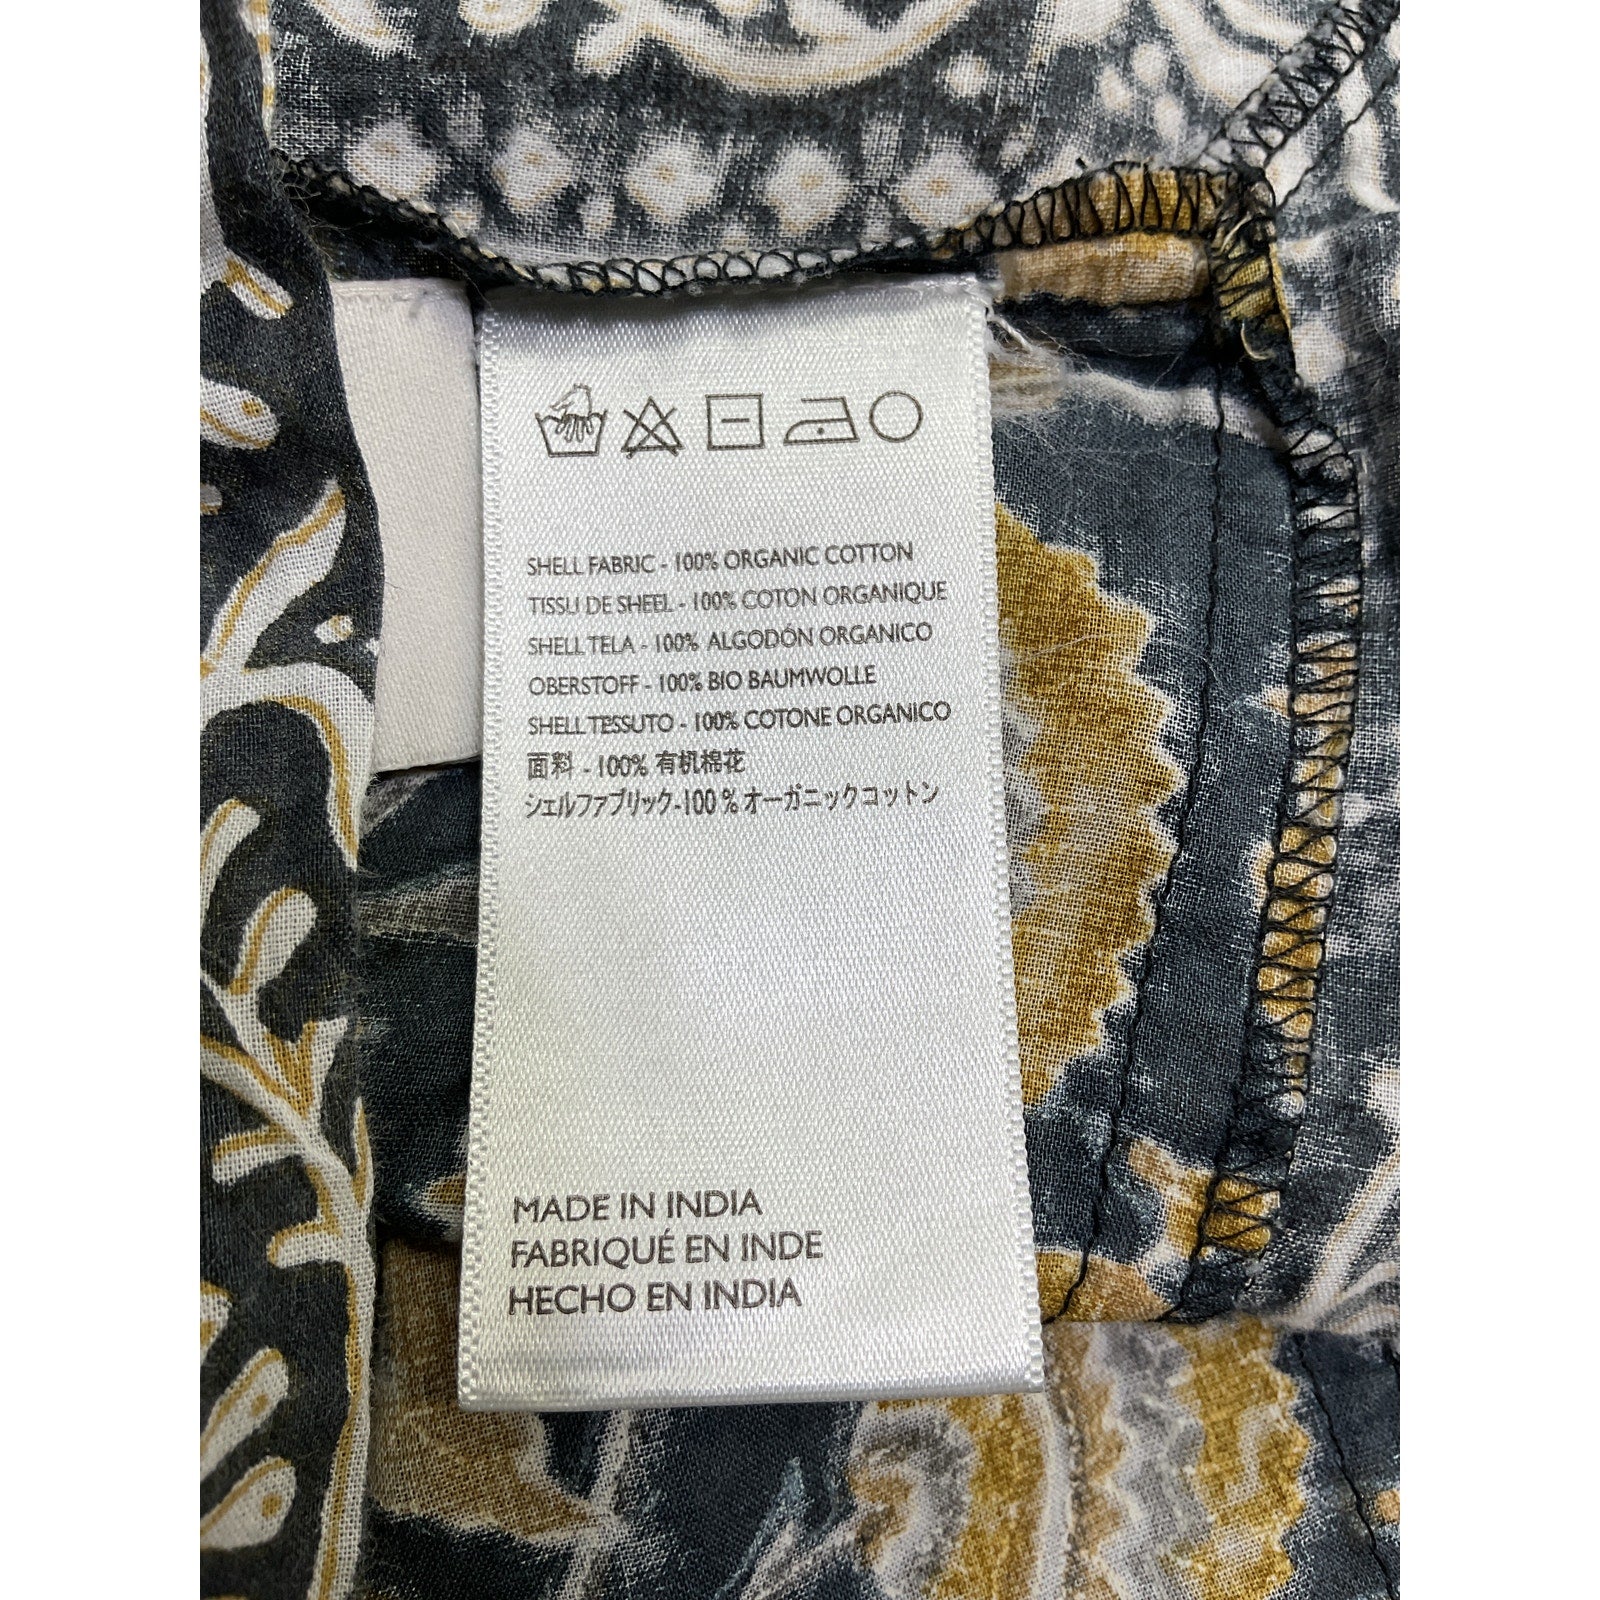 SHELL FABRIC - 100% ORGANIC COTTON
TISSU DE SHEEL - 100% COTON ORGANIQUE
SHELL TELA - 100% ALGODÓN ORGANICO
OBERSTOFF - 100% BIO BAUMWOLLE
SHELL TESSUTO - 100% COTONE ORGANICO
面料 - 100% 有机棉花
シェルファブリック-100 % オーガニックコットン
MADE IN INDIA
FABRIQUÉ EN INDE
HECHO EN INDIA